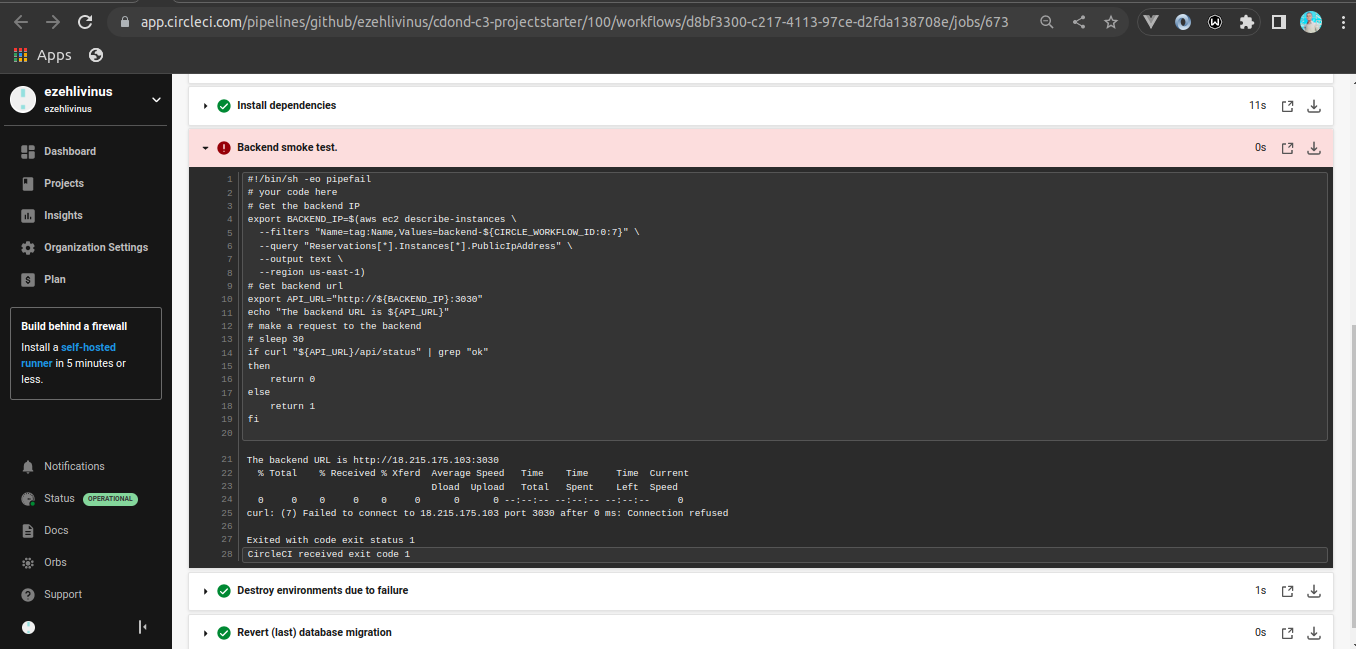 app.circleci.com/pipelines/github/ezehlivinus/cdond-c3-projectstarter/100/workflows/d8bf3300-c217-4113-97ce-d2fda138708e/jobs/673
Apps
ezehlivinus
ezehlivinus
Dashboard
Projects
Insights
Organization Settings
Plan
Build behind a firewall
Install a self-hosted
runner in 5 minutes or
less.
Notifications
Status OPERATIONAL
Docs
Orbs
Support
Install dependencies 11s
Backend smoke test. 0s
1 #!/bin/sh -eo pipefail
2 # your code here
3 # Get the backend IP
4 export BACKEND_IP=$(aws ec2 describe-instances \
5   --filters "Name=tag:Name,Values=backend-${CIRCLE_WORKFLOW_ID:0:7}" \
6   --query "Reservations[*].Instances[*].PublicIpAddress" \
7   --output text \
8   --region us-east-1)
9 # Get backend url
10 export API_URL="http://${BACKEND_IP}:3030"
11 echo "The backend URL is ${API_URL}"
12 # make a request to the backend
13 # sleep 30
14 if curl "${API_URL}/api/status" | grep "ok"
15 then
16     return 0
17 else
18     return 1
19 fi
20
21 The backend URL is http://18.215.175.103:3030
22   % Total    % Received % Xferd  Average Speed   Time    Time     Time  Current
23                                  Dload  Upload   Total   Spent    Left  Speed
24   0     0    0     0    0     0      0      0 --:--:-- --:--:-- --:--:--     0
25 curl: (7) Failed to connect to 18.215.175.103 port 3030 after 0 ms: Connection refused
26
27 Exited with code exit status 1
28 CircleCI received exit code 1
Destroy environments due to failure 1s
Revert (last) database migration 0s